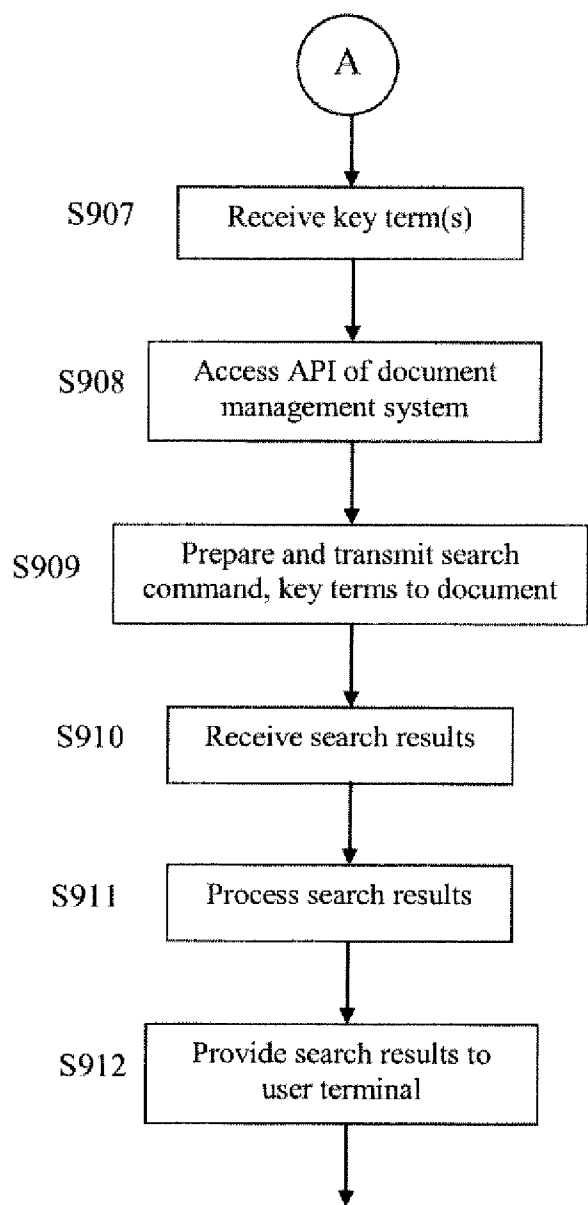 A
S907
Receive key term(s)
S908
Access API of document
management system
S909
Prepare and transmit search
command, key terms to document
S910
Receive search results
S911
Process search results
S912
Provide search results to
user terminal